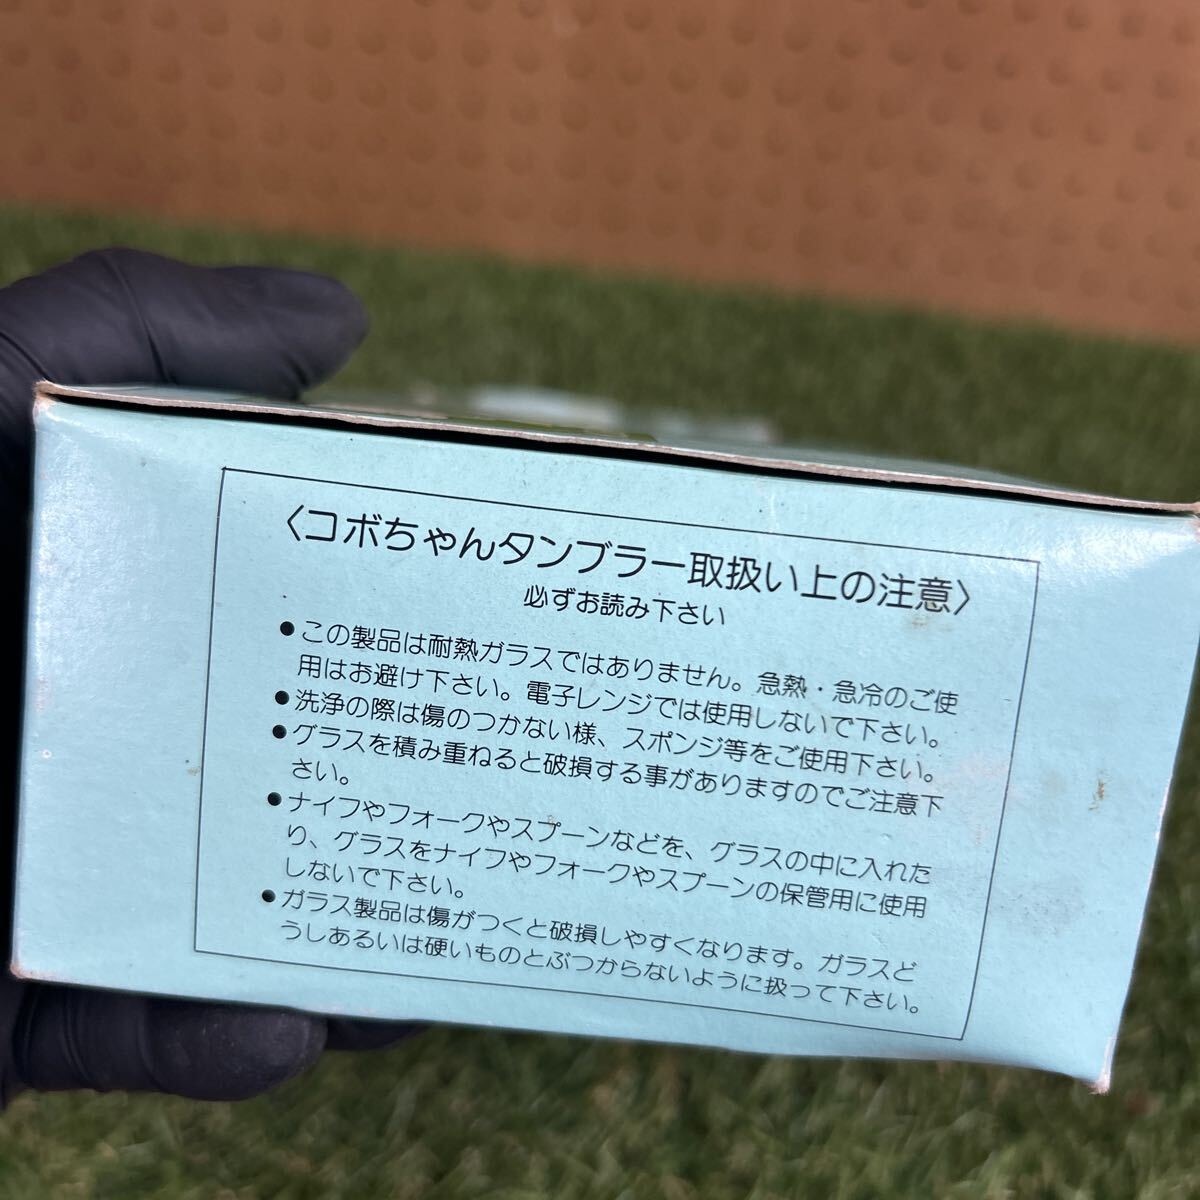 〈コボちゃんタンブラー取扱い上の注意〉
必ずお読み下さい
●この製品は耐熱ガラスではありません。急熱・急冷のご使
用はお避け下さい。電子レンジでは使用しないで下さい。
●洗浄の際は傷のつかない様、スポンジ等をご使用下さい。
●グラスを積み重ねると破損する事がありますのでご注意下
さい。
●ナイフやフォークやスプーンなどを、グラスの中に入れた
り、グラスをナイフやフォークやスプーンの保管用に使用
しないで下さい。
●ガラス製品は傷がつくと破損しやすくなります。ガラスど
うしあるいは硬いものとぶつからないように扱って下さい。